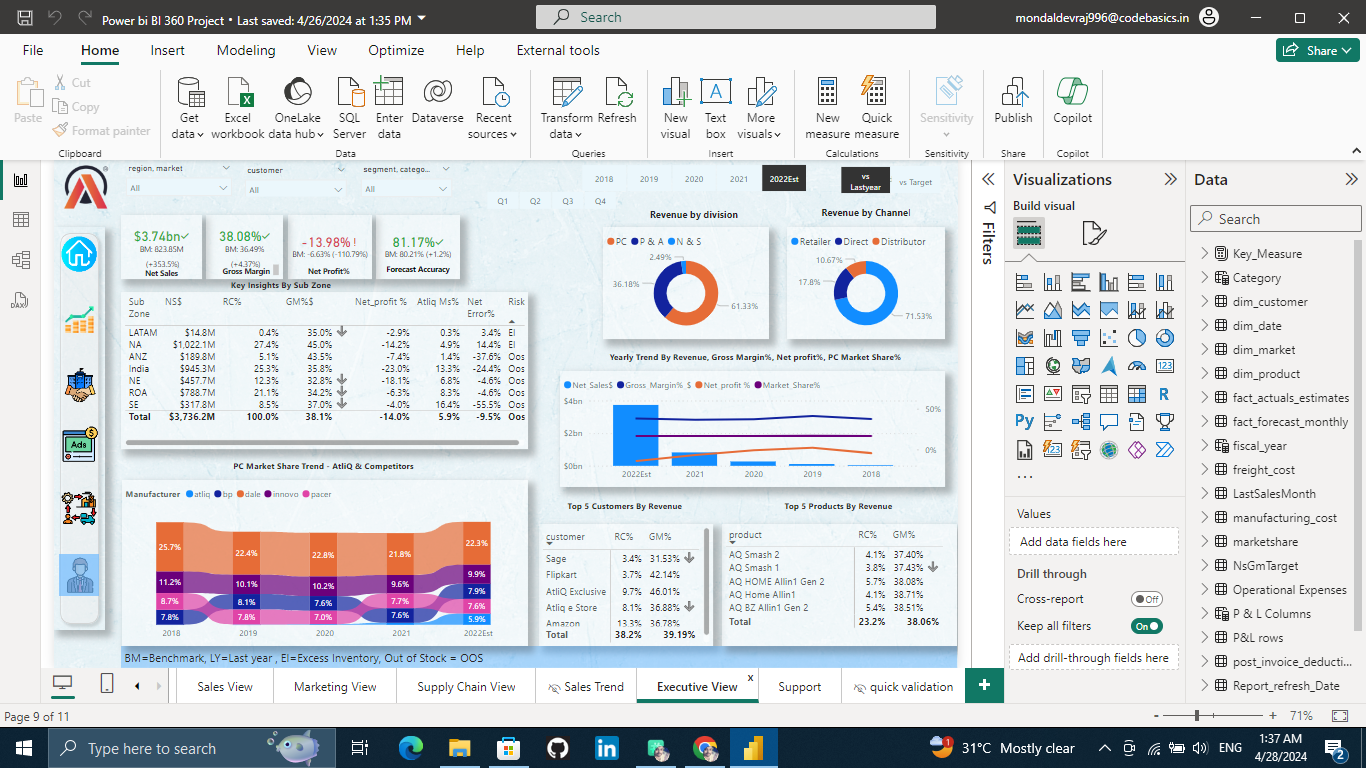 Power bi BI 360 Project • Last saved: 4/26/2024 at 1:35 PM
Search
mondaldevraj996@codebasics.in
File Home Insert Modeling View Optimize Help External tools
Share
Paste
Cut
Copy
Format painter
Clipboard
Get data
Excel workbook
OneLake data hub
SQL Server
Enter data
Dataverse
Recent sources
Data
Transform data
Refresh
Queries
New visual
Text box
More visuals
Insert
New measure
Quick measure
Calculations
Sensitivity
Sensitivity
Publish
Share
Copilot
Copilot
region, market
All
customer
All
segment, catego...
All
2018 2019 2020 2021 2022Est
vs Lastyear
vs Target
Q1 Q2 Q3 Q4
$3.74bn
BM: 823.85M
(+353.5%)
Net Sales
38.08%
BM: 36.49%
(+4.37%)
Gross Margin
-13.98% !
BM: -6.63% (-110.79%)
Net Profit%
81.17%
BM: 80.21% (+1.2%)
Forecast Accuracy
Key Insights By Sub Zone
Sub Zone NS$ RC% GM%$ Net_profit % Atliq Ms% Net Error% Risk
LATAM $14.8M 0.4% 35.0% -2.9% 0.3% 3.4% EI
NA $1,022.1M 27.4% 45.0% -14.2% 4.9% 14.4% EI
ANZ $189.8M 5.1% 43.5% -7.4% 1.4% -37.6% Oos
India $945.3M 25.3% 35.8% -23.0% 13.3% -24.4% Oos
NE $457.7M 12.3% 32.8% -18.1% 6.8% -4.6% Oos
ROA $788.7M 21.1% 34.2% -6.3% 8.3% -4.6% Oos
SE $317.8M 8.5% 37.0% -4.0% 16.4% -55.5% Oos
Total $3,736.2M 100.0% 38.1% -14.0% 5.9% -9.5% Oos
Revenue by division
PC P & A N & S
2.49%
36.18%
61.33%
Revenue by Channel
Retailer Direct Distributor
10.67%
17.8%
71.53%
Yearly Trend By Revenue, Gross Margin%, Net profit%, PC Market Share%
Net_Sales$ Gross_Margin% $ Net_profit % Market_Share%
$4bn
$2bn
$0bn
50%
0%
2022Est 2021 2020 2019 2018
PC Market Share Trend - AtliQ & Competitors
Manufacturer atliq bp dale innovo pacer
25.7% 22.4% 22.8% 21.8% 22.3%
11.2% 10.1% 10.2% 9.6% 9.9%
8.7% 8.1% 7.6% 7.7% 7.9%
7.8% 7.8% 7.0% 7.6% 7.6%
5.9%
2018 2019 2020 2021 2022Est
Top 5 Customers By Revenue
customer RC% GM%
Sage 3.4% 31.53%
Flipkart 3.7% 42.14%
AtliQ Exclusive 9.7% 46.01%
Atliq e Store 8.1% 36.88%
Amazon 13.3% 36.78%
Total 38.2% 39.19%
Top 5 Products By Revenue
product RC% GM%
AQ Smash 2 4.1% 37.40%
AQ Smash 1 3.8% 37.43%
AQ HOME Allin1 Gen 2 5.7% 38.08%
AQ Home Allin1 4.1% 38.71%
AQ BZ Allin1 Gen 2 5.4% 38.51%
Total 23.2% 38.06%
Ads
BM=Benchmark, LY=Last year , EI=Excess Inventory, Out of Stock = OOS
Filters
Visualizations
Build visual
123
R
Py
...
Values
Add data fields here
Drill through
Cross-report Off
Keep all filters On
Add drill-through fields here
Data
Search
Key_Measure
Category
dim_customer
dim_date
dim_market
dim_product
fact_actuals_estimates
fact_forecast_monthly
fiscal_year
freight_cost
LastSalesMonth
manufacturing_cost
marketshare
NsGmTarget
Operational Expenses
P & L Columns
P&L rows
post_invoice_deducti...
Report_refresh_Date
Sales View
Marketing View
Supply Chain View
Sales Trend
Executive View
x
Support
quick validation
+
Page 9 of 11
- + 71%
Type here to search
31°C Mostly clear
ENG
1:37 AM
4/28/2024
2